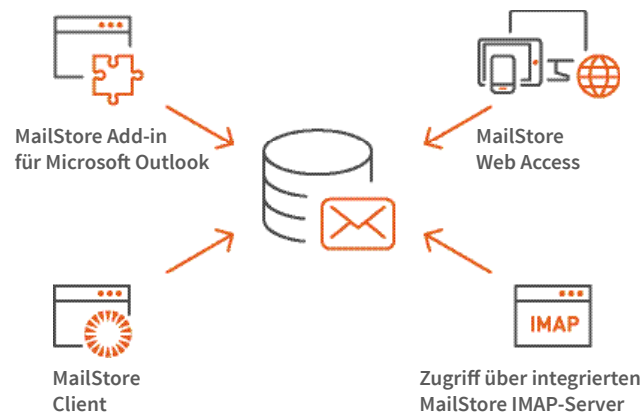 MailStore Add-in
für Microsoft Outlook
MailStore
Web Access
MailStore
Client
IMAP
Zugriff über integrierten
MailStore IMAP-Server